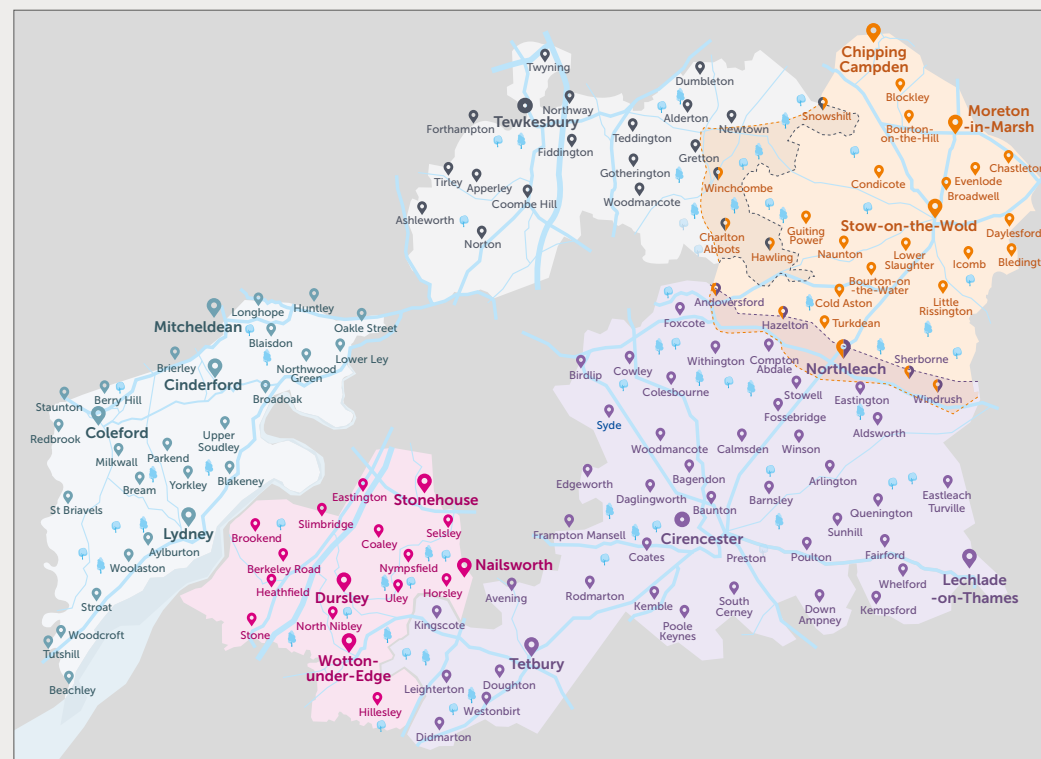 Chipping
Campden
Twyning
Dumbleton
Blockley
Northway
Tewkesbury
Forthampton
Alderton
Snowshill
Newtown
Bourton-
on-the-Hill
Moreton
-in-Marsh
Teddington
Fiddington
Gretton
Chastleton
Gotherington
Tirley
Apperley
Winchcombe
Condicote
Evenlode
Broadwell
Coombe Hill
Woodmancote
Ashleworth
Norton
Charlton
Abbots
Guiting
Power
Stow-on-the-Wold
Daylesford
Hawling
Naunton
Lower
Slaughter
Icomb
Bourton-on
-the-Water
Cold Aston
Little
Rissington
Andoversford
Huntley
Longhope
Mitcheldean
Oakle Street
Foxcote
Hazelton
Turkdean
Blaisdon
Lower Ley
Northwood
Green
Brierley
Cinderford
Birdlip
Cowley
Withington
Compton
Abdale
Northleach
Sherborne
Colesbourne
Stowell
Eastington
Windrush
Berry Hill
Staunton
Broadoak
Fossebridge
Syde
Aldsworth
Coleford
Redbrook
Upper
Soudley
Milkwall
Parkend
Woodmancote
Calmsden
Winson
Bream
Yorkley
Blakeney
Edgeworth
Bagendon
Arlington
Daglingworth
Baunton
Barnsley
Eastleach
Turville
Quenington
St Briavels
Eastington
Stonehouse
Slimbridge
Selsley
Brookend
Coaley
Lydney
Aylburton
Frampton Mansell
Cirencester
Sunhill
Woolaston
Berkeley Road
Nympsfield
Nailsworth
Coates
Preston
Poulton
Fairford
Whelford
Lechlade
-on-Thames
Heathfield
Dursley
Uley
Horsley
Avening
Rodmarton
Kemble
South
Cerney
Down
Ampney
Kempsford
Stroat
Stone
North Nibley
Kingscote
Poole
Keynes
Woodcroft
Tutshill
Wotton-
under-Edge
Tetbury
Beachley
Leighterton
Doughton
Hillesley
Westonbirt
Didmarton